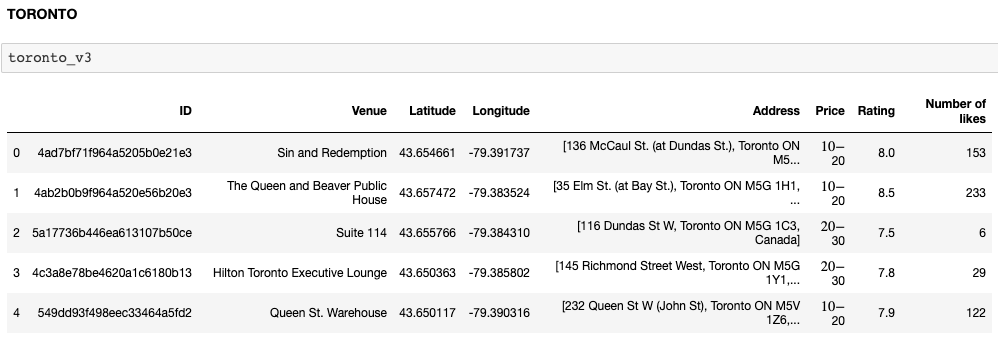 TORONTO
toronto_v3
ID Venue Latitude Longitude Address Price Rating Number of likes
0 4ad7bf71f964a5205b0e21e3 Sin and Redemption 43.654661 -79.391737 [136 McCaul St. (at Dundas St.), Toronto ON M5... 10–20 8.0 153
1 4ab2b0b9f964a520e56b20e3 The Queen and Beaver Public House 43.657472 -79.383524 [35 Elm St. (at Bay St.), Toronto ON M5G 1H1, ... 10–20 8.5 233
2 5a17736b446ea613107b50ce Suite 114 43.655766 -79.384310 [116 Dundas St W, Toronto ON M5G 1C3, Canada] 20–30 7.5 6
3 4c3a8e78be4620a1c6180b13 Hilton Toronto Executive Lounge 43.650363 -79.385802 [145 Richmond Street West, Toronto ON M5G 1Y1,... 20–30 7.8 29
4 549dd93f498eec33464a5fd2 Queen St. Warehouse 43.650117 -79.390316 [232 Queen St W (John St), Toronto ON M5V 1Z6,... 10–20 7.9 122